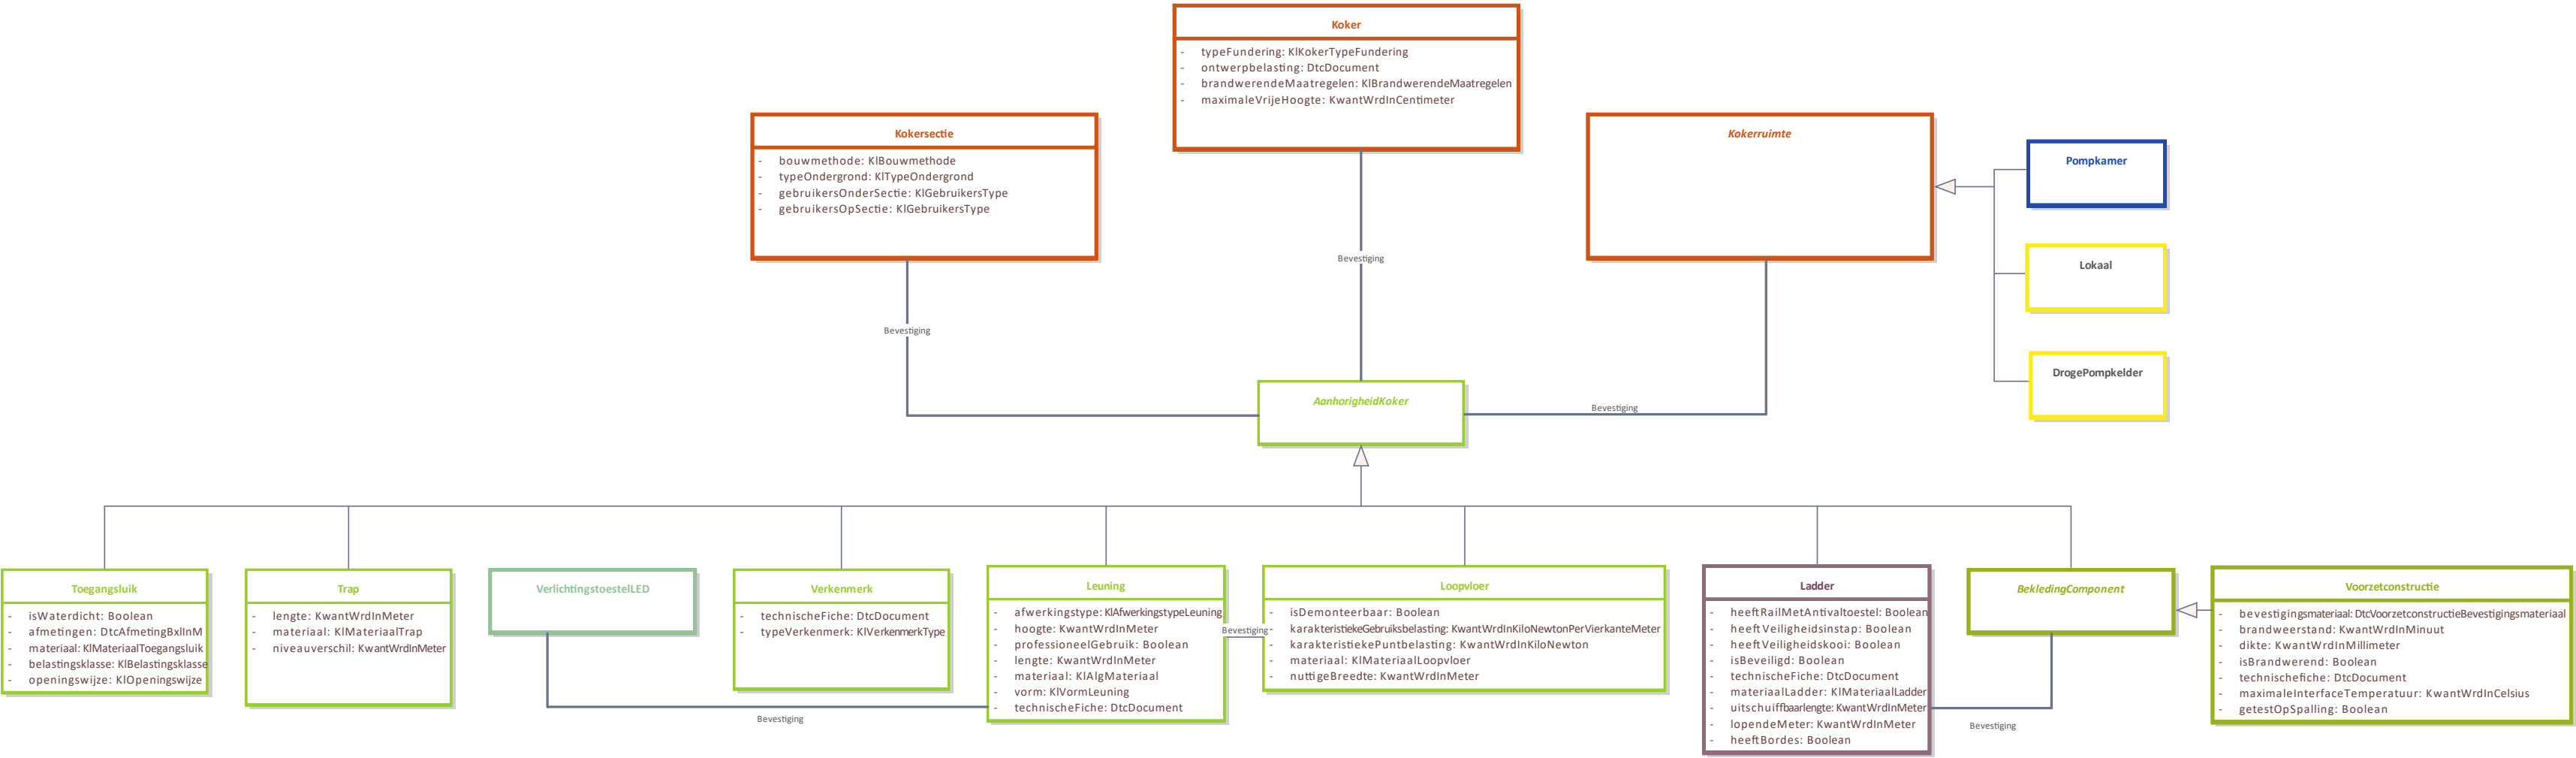 Koker
- typeFundering: KlKokerTypeFundering
- ontwerpbelasting: DtcDocument
- brandwerendeMaatregelen: KlBrandwerendeMaatregelen
- maximaleVrijeHoogte: KwantWrdInCentimeter
Kokersectie
- bouwmethode: KlBouwmethode
- typeOndergrond: KlTypeOndergrond
- gebruikersOnderSectie: KlGebruikersType
- gebruikersOpSectie: KlGebruikersType
Kokerruimte
Pompkamer
Lokaal
DrogePompkelder
Bevestiging
Bevestiging
Bevestiging
AanhorigheidKoker
Toegangsluik
- isWaterdicht: Boolean
- afmetingen: DtcAfmetingBxlInM
- materiaal: KlMateriaalToegangsluik
- belastingsklasse: KlBelastingsklasse
- openingswijze: KlOpeningswijze
Trap
- lengte: KwantWrdInMeter
- materiaal: KlMateriaalTrap
- niveauverschil: KwantWrdInMeter
VerlichtingstoestelLED
Verkenmerk
- technischeFiche: DtcDocument
- typeVerkenmerk: KlVerkenmerkType
Leuning
- afwerkingstype: KlAfwerkingstypeLeuning
- hoogte: KwantWrdInMeter
- professioneelGebruik: Boolean
- lengte: KwantWrdInMeter
- materiaal: KlAlgMateriaal
- vorm: KlVormLeuning
- technischeFiche: DtcDocument
Bevestiging
Bevestiging
Loopvloer
- isDemonteerbaar: Boolean
- karakteristiekeGebruiksbelasting: KwantWrdInKiloNewtonPerVierkanteMeter
- karakteristiekePuntbelasting: KwantWrdInKiloNewton
- materiaal: KlMateriaalLoopvloer
- nuttigeBreedte: KwantWrdInMeter
Ladder
- heeftRailMetAntivaltoestel: Boolean
- heeftVeiligheidsinstap: Boolean
- heeftVeiligheidskooi: Boolean
- isBeveiligd: Boolean
- technischeFiche: DtcDocument
- materiaalLadder: KlMateriaalLadder
- uitschuifbaarlengte: KwantWrdInMeter
- lopendeMeter: KwantWrdInMeter
- heeftBordes: Boolean
BekledingComponent
Bevestiging
Voorzetconstructie
- bevestigingsmateriaal: DtcVoorzetconstructieBevestigingsmateriaal
- brandweerstand: KwantWrdInMinuut
- dikte: KwantWrdInMillimeter
- isBrandwerend: Boolean
- technischefiche: DtcDocument
- maximaleInterfaceTemperatuur: KwantWrdInCelsius
- getestOpSpalling: Boolean